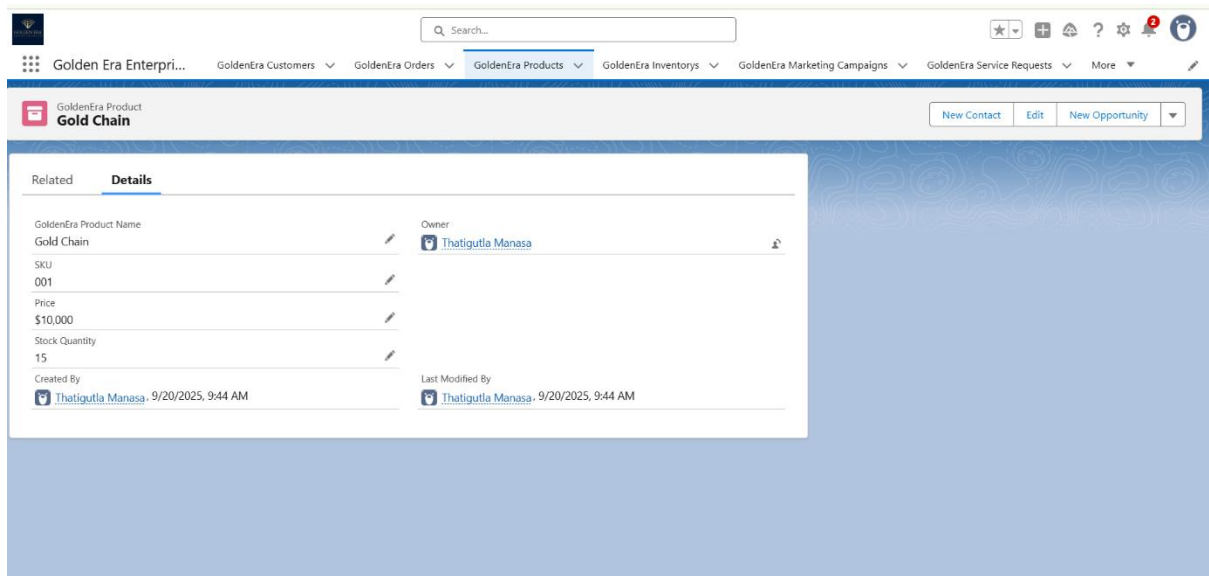 GOLDEN ERA
Search...
2
Golden Era Enterpri...
GoldenEra Customers
GoldenEra Orders
GoldenEra Products
GoldenEra Inventorys
GoldenEra Marketing Campaigns
GoldenEra Service Requests
More
GoldenEra Product
Gold Chain
New Contact
Edit
New Opportunity
Related
Details
GoldenEra Product Name
Gold Chain
Owner
Thatigutla Manasa
SKU
001
Price
$10,000
Stock Quantity
15
Created By
Thatigutla Manasa, 9/20/2025, 9:44 AM
Last Modified By
Thatigutla Manasa, 9/20/2025, 9:44 AM